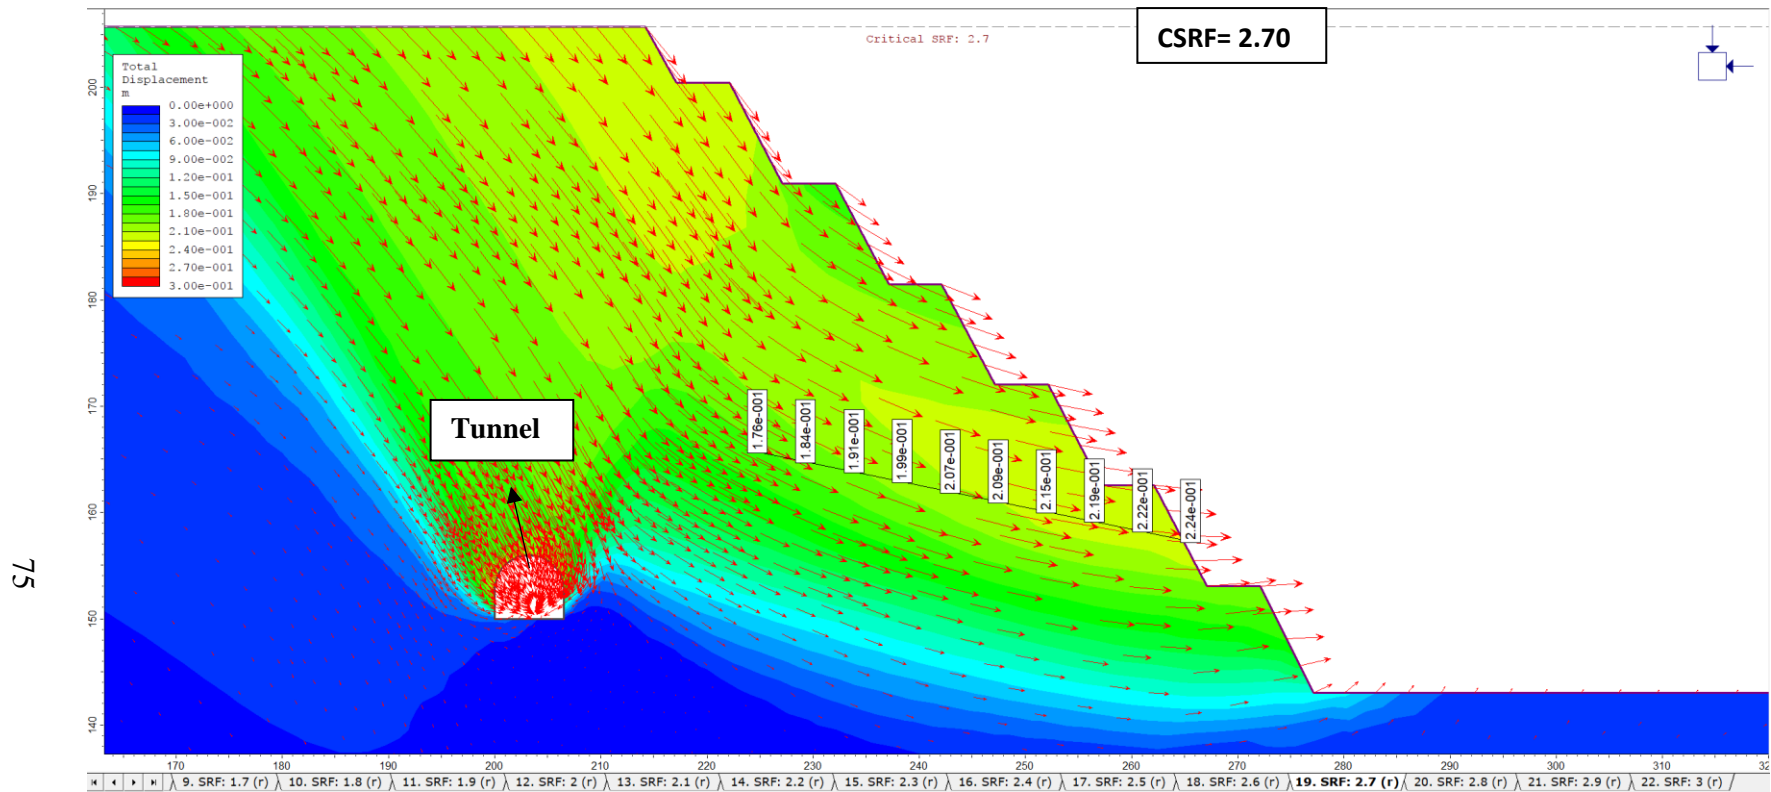 Critical SRF: 2.7
CSRF= 2.70
Total
Displacement
m
0.00e+000
3.00e-002
6.00e-002
9.00e-002
1.20e-001
1.50e-001
1.80e-001
2.10e-001
2.40e-001
2.70e-001
3.00e-001
200
190
180
170
160
150
140
Tunnel
1.76e-001
1.84e-001
1.91e-001
1.99e-001
2.07e-001
2.09e-001
2.15e-001
2.19e-001
2.22e-001
2.24e-001
75
170 180 190 200 210 220 230 240 250 260 270 280 290 300 310 32
9. SRF: 1.7 (r) 10. SRF: 1.8 (r) 11. SRF: 1.9 (r) 12. SRF: 2 (r) 13. SRF: 2.1 (r) 14. SRF: 2.2 (r) 15. SRF: 2.3 (r) 16. SRF: 2.4 (r) 17. SRF: 2.5 (r) 18. SRF: 2.6 (r) 19. SRF: 2.7 (r) 20. SRF: 2.8 (r) 21. SRF: 2.9 (r) 22. SRF: 3 (r)